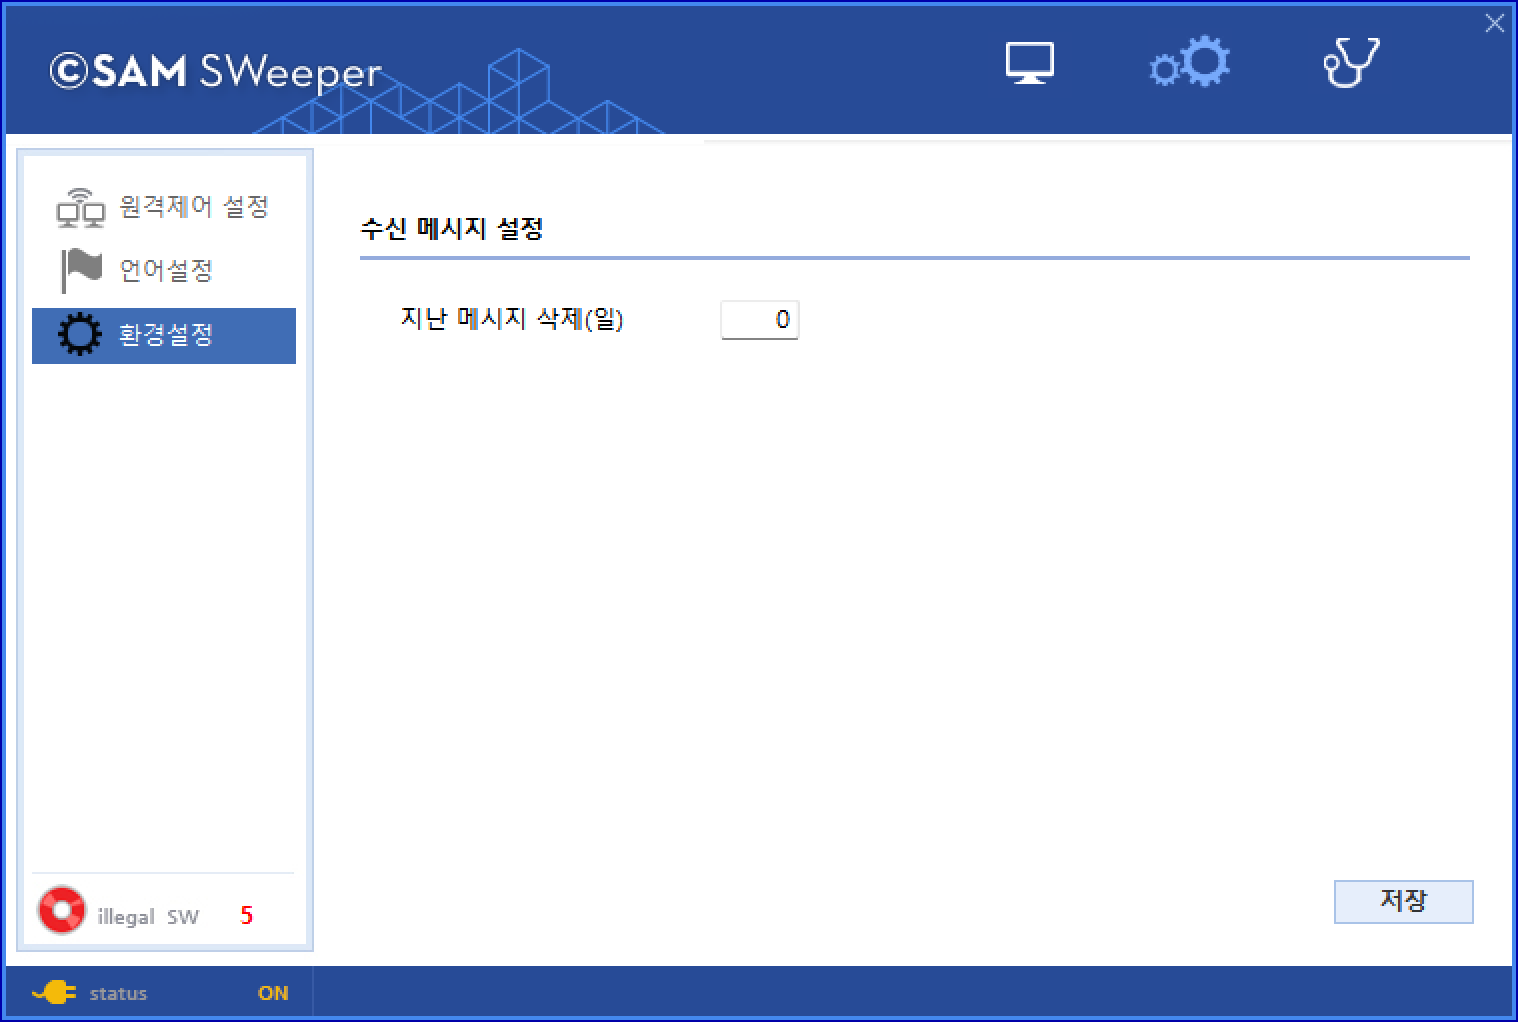 ©SAM SWeeper
원격제어 설정
언어설정
환경설정
수신 메시지 설정
지난 메시지 삭제(일) 0
저장
illegal SW 5
status ON